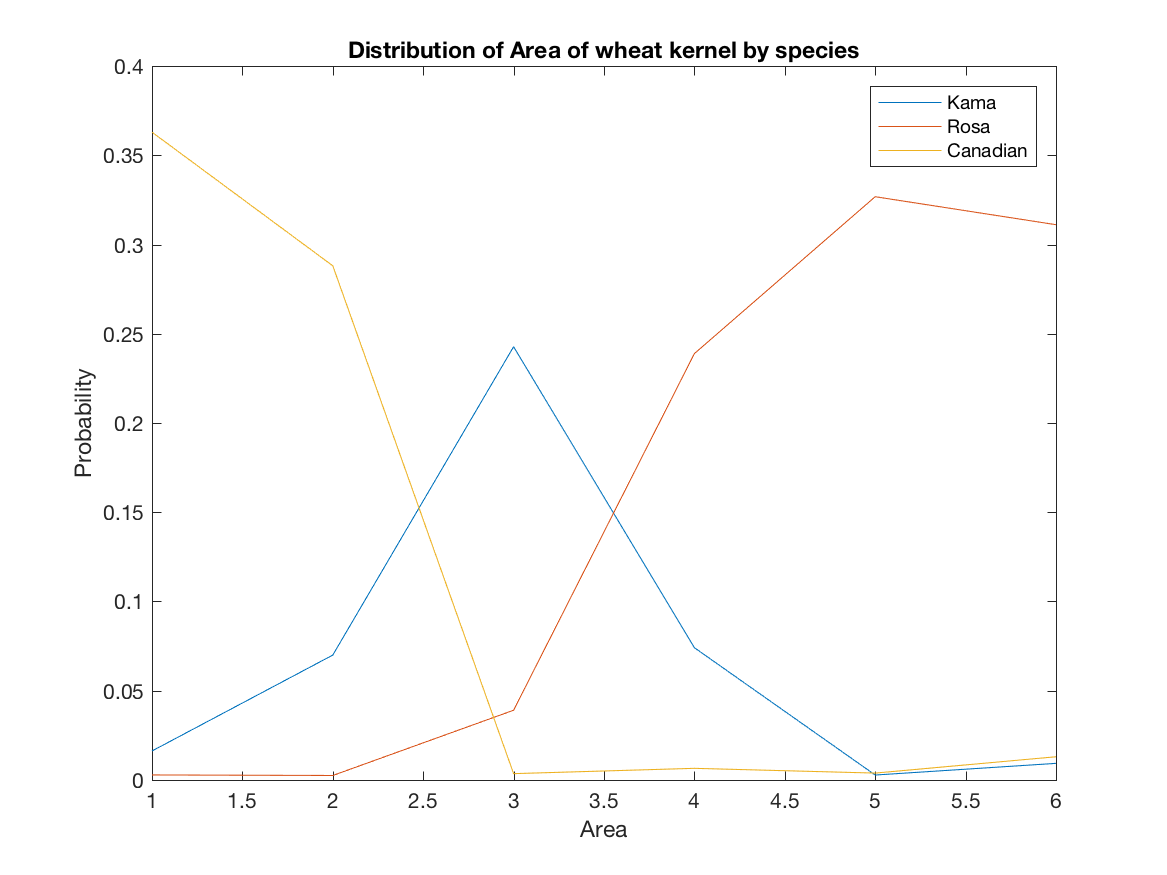 Distribution of Area of wheat kernel by species
0.4
0.35
0.3
0.25
0.2
0.15
0.1
0.05
0
Probability
Kama
Rosa
Canadian
1 1.5 2 2.5 3 3.5 4 4.5 5 5.5 6
Area